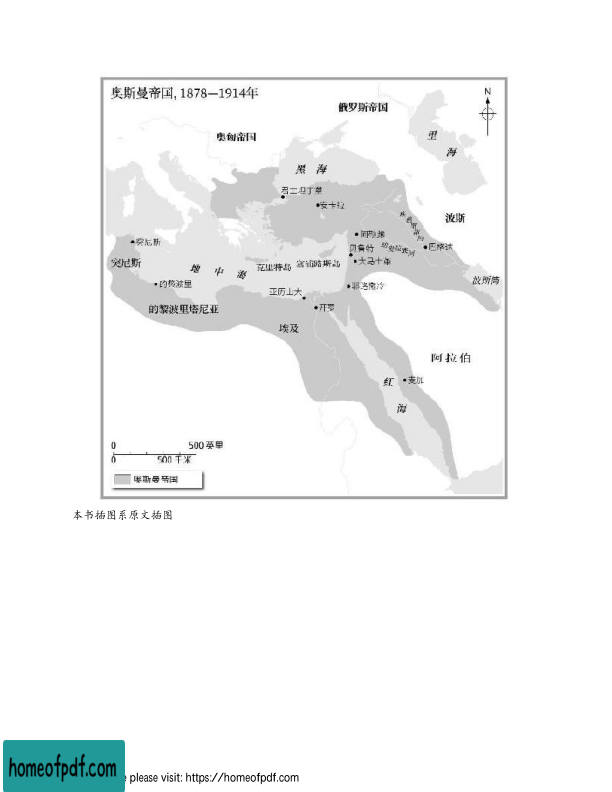 奥斯曼帝国, 1878—1914年
N
俄罗斯帝国
奥匈帝国
里海
黑海
君士坦丁堡
安卡拉
波斯
底格里斯河
突尼斯
阿勒颇
幼发拉底河
巴格达
贝鲁特
突尼斯
地中海
克里特岛
塞浦路斯岛
大马士革
波斯湾
的黎波里
亚历山大
耶路撒冷
的黎波里塔尼亚
开罗
埃及
阿拉伯
红海
麦加
0 500 英里
0 500 千米
奥斯曼帝国
本书插图系原文插图
homeofpdf.com
please visit: https://homeofpdf.com